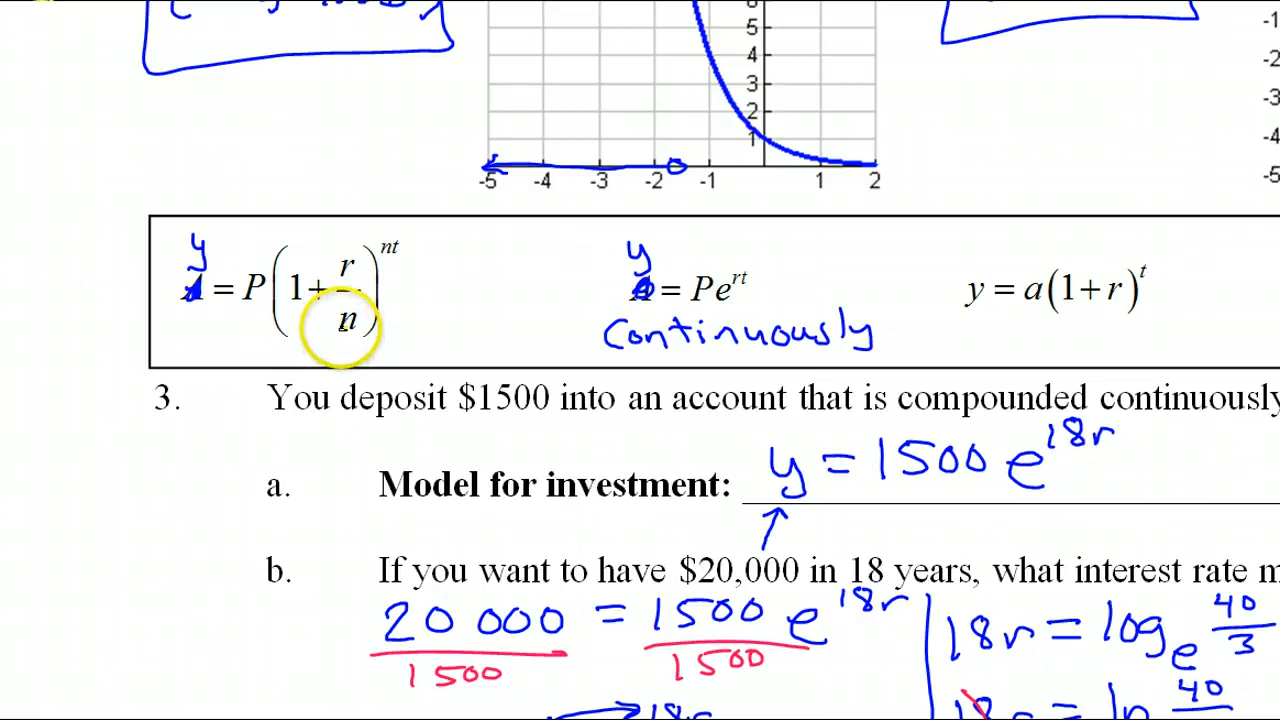 6
5
4
3
2
1
-5 -4 -3 -2 -1 1 2
-1
-2
-3
-4
-5
y
= P(1 + r/n)^nt
y
= Pe^rt
Continuously
y = a(1 + r)^t
3. You deposit $1500 into an account that is compounded continuously
a. Model for investment: y = 1500 e^18r
b. If you want to have $20,000 in 18 years, what interest rate m
20 000 = 1500 e^18r
1500 1500
18r = log_e 40/3
18r = ln 40
18r